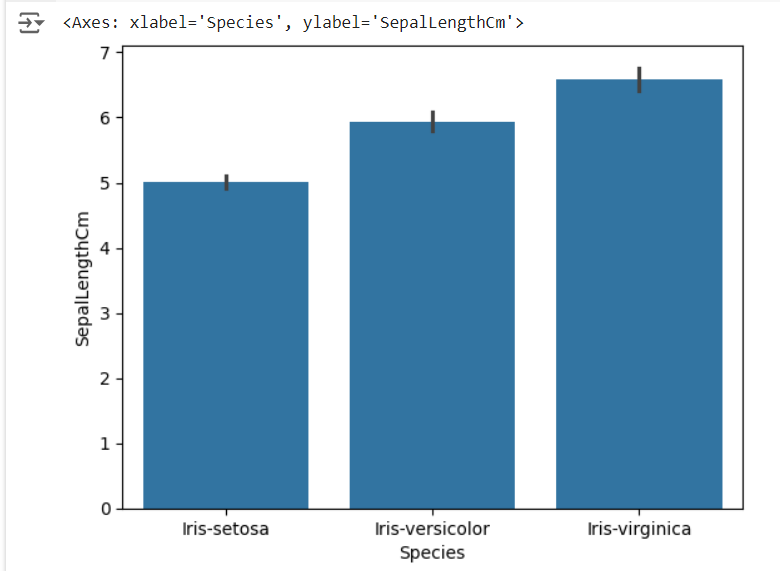 <Axes: xlabel='Species', ylabel='SepalLengthCm'>
7
6
5
4
3
2
1
0
SepalLengthCm
Iris-setosa Iris-versicolor Iris-virginica
Species